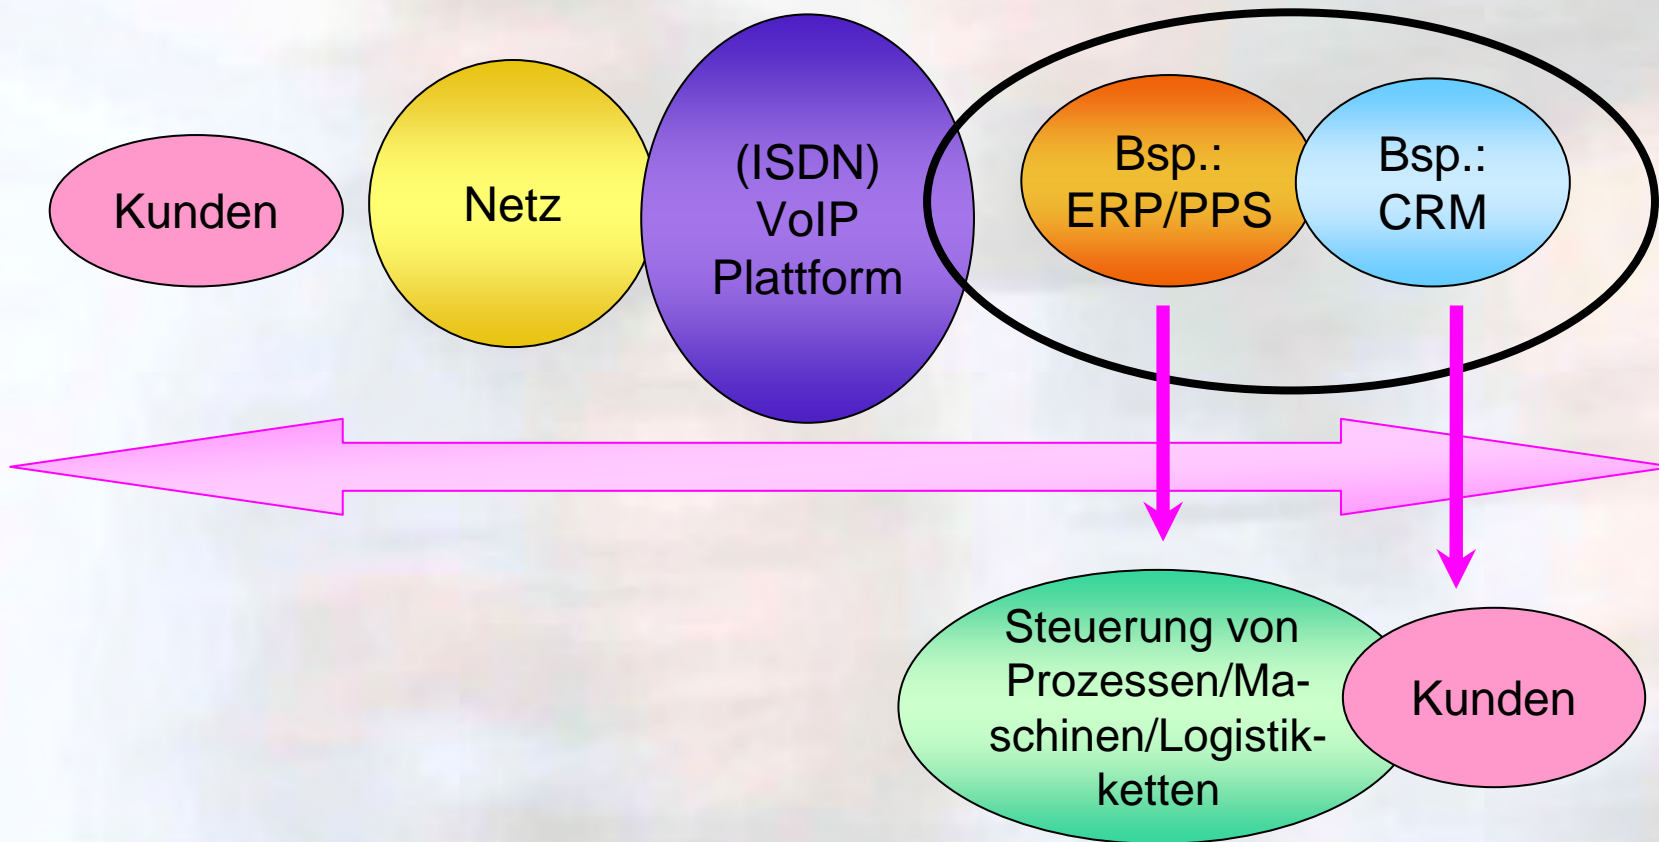 Kunden
Netz
(ISDN)
VoIP
Plattform
Bsp.:
ERP/PPS
Bsp.:
CRM
Steuerung von
Prozessen/Ma-
schinen/Logistik-
ketten
Kunden